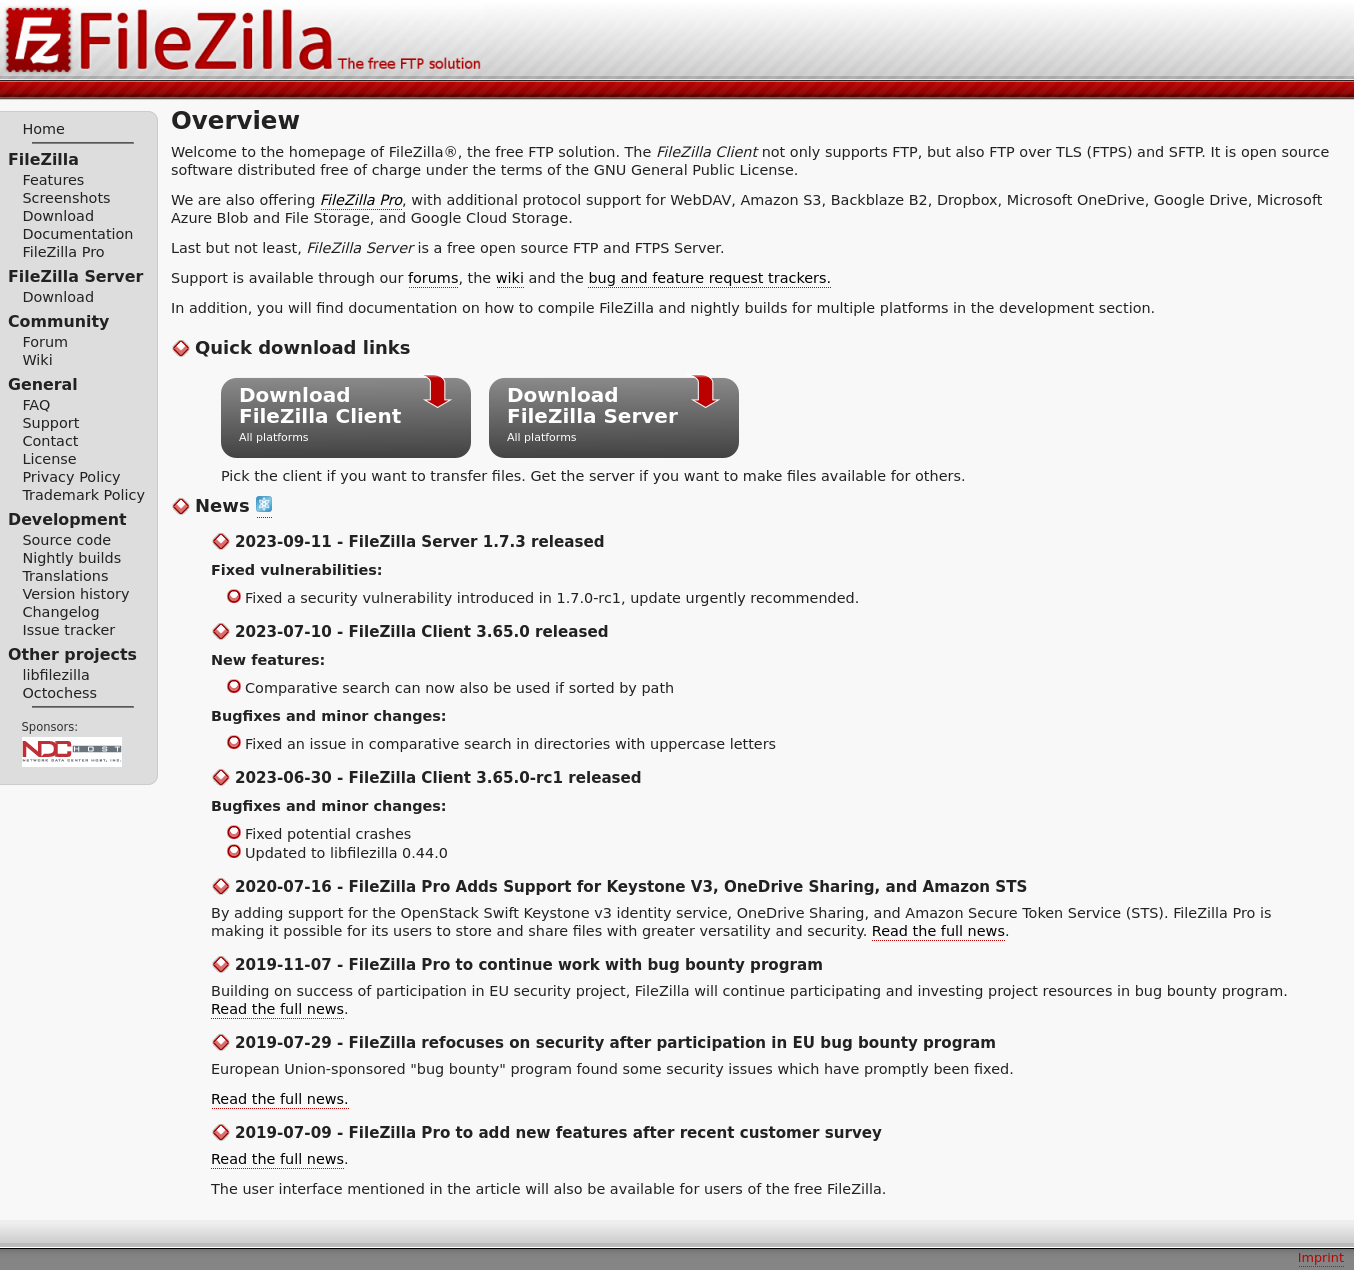 FileZilla The free FTP solution
Home
FileZilla
Features
Screenshots
Download
Documentation
FileZilla Pro
FileZilla Server
Download
Community
Forum
Wiki
General
FAQ
Support
Contact
License
Privacy Policy
Trademark Policy
Development
Source code
Nightly builds
Translations
Version history
Changelog
Issue tracker
Other projects
libfilezilla
Octochess
Sponsors:
NDCHOST
NETWORK DATA CENTER HOST, INC.
Overview
Welcome to the homepage of FileZilla®, the free FTP solution. The FileZilla Client not only supports FTP, but also FTP over TLS (FTPS) and SFTP. It is open source
software distributed free of charge under the terms of the GNU General Public License.
We are also offering FileZilla Pro, with additional protocol support for WebDAV, Amazon S3, Backblaze B2, Dropbox, Microsoft OneDrive, Google Drive, Microsoft
Azure Blob and File Storage, and Google Cloud Storage.
Last but not least, FileZilla Server is a free open source FTP and FTPS Server.
Support is available through our forums, the wiki and the bug and feature request trackers.
In addition, you will find documentation on how to compile FileZilla and nightly builds for multiple platforms in the development section.
Quick download links
Download
FileZilla Client
All platforms
Download
FileZilla Server
All platforms
Pick the client if you want to transfer files. Get the server if you want to make files available for others.
News
2023-09-11 - FileZilla Server 1.7.3 released
Fixed vulnerabilities:
Fixed a security vulnerability introduced in 1.7.0-rc1, update urgently recommended.
2023-07-10 - FileZilla Client 3.65.0 released
New features:
Comparative search can now also be used if sorted by path
Bugfixes and minor changes:
Fixed an issue in comparative search in directories with uppercase letters
2023-06-30 - FileZilla Client 3.65.0-rc1 released
Bugfixes and minor changes:
Fixed potential crashes
Updated to libfilezilla 0.44.0
2020-07-16 - FileZilla Pro Adds Support for Keystone V3, OneDrive Sharing, and Amazon STS
By adding support for the OpenStack Swift Keystone v3 identity service, OneDrive Sharing, and Amazon Secure Token Service (STS). FileZilla Pro is
making it possible for its users to store and share files with greater versatility and security. Read the full news.
2019-11-07 - FileZilla Pro to continue work with bug bounty program
Building on success of participation in EU security project, FileZilla will continue participating and investing project resources in bug bounty program.
Read the full news.
2019-07-29 - FileZilla refocuses on security after participation in EU bug bounty program
European Union-sponsored "bug bounty" program found some security issues which have promptly been fixed.
Read the full news.
2019-07-09 - FileZilla Pro to add new features after recent customer survey
Read the full news.
The user interface mentioned in the article will also be available for users of the free FileZilla.
Imprint